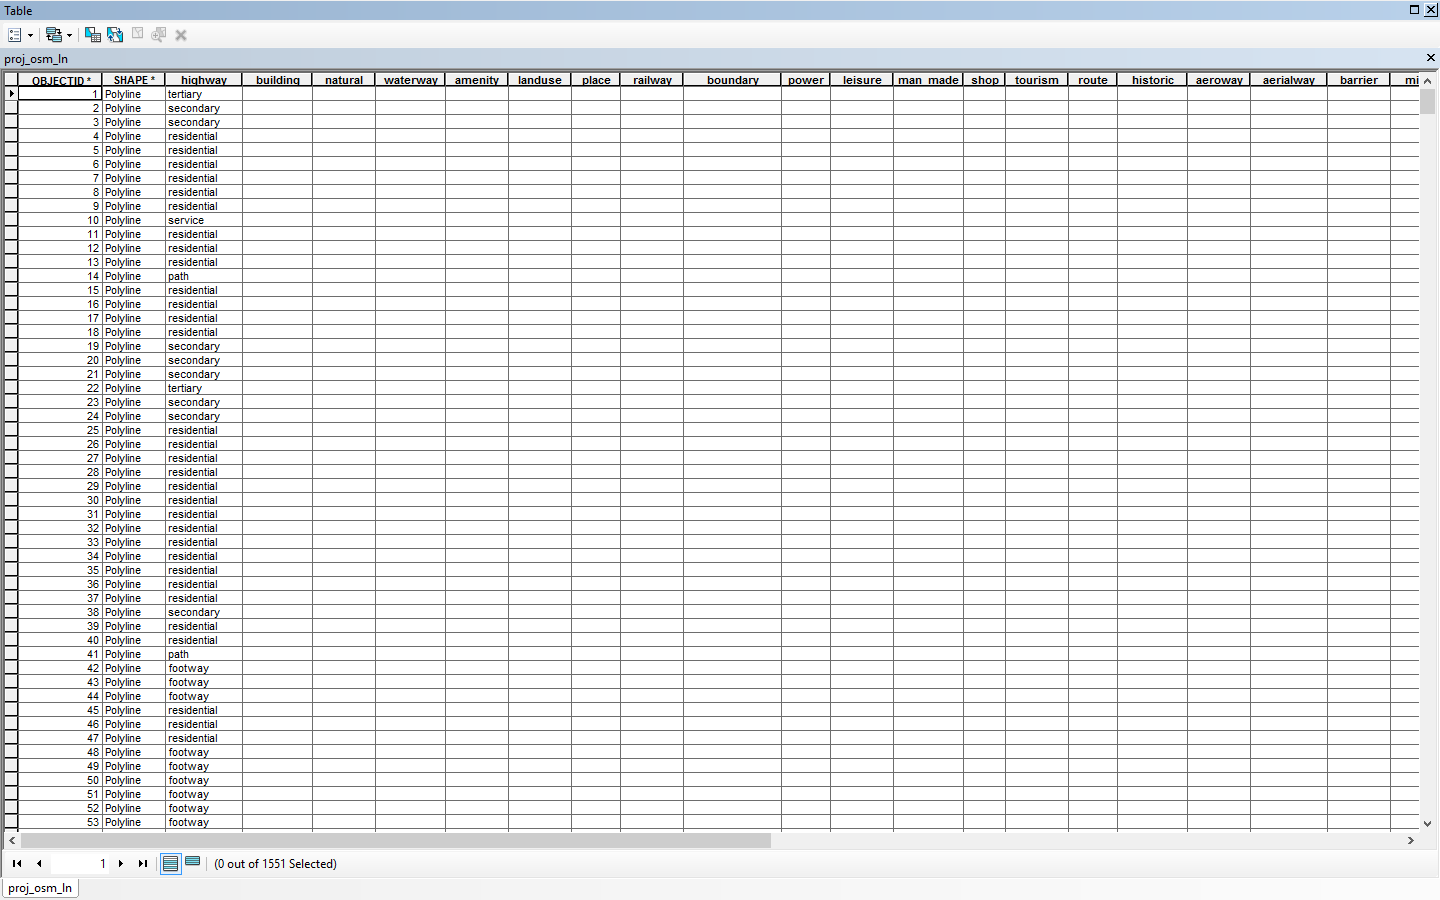 Table
proj_osm_ln
OBJECTID * SHAPE * highway building natural waterway amenity landuse place railway boundary power leisure man_made shop tourism route historic aeroway aerialway barrier mi
1 Polyline tertiary
2 Polyline secondary
3 Polyline secondary
4 Polyline residential
5 Polyline residential
6 Polyline residential
7 Polyline residential
8 Polyline residential
9 Polyline residential
10 Polyline service
11 Polyline residential
12 Polyline residential
13 Polyline residential
14 Polyline path
15 Polyline residential
16 Polyline residential
17 Polyline residential
18 Polyline residential
19 Polyline secondary
20 Polyline secondary
21 Polyline secondary
22 Polyline tertiary
23 Polyline secondary
24 Polyline secondary
25 Polyline residential
26 Polyline residential
27 Polyline residential
28 Polyline residential
29 Polyline residential
30 Polyline residential
31 Polyline residential
32 Polyline residential
33 Polyline residential
34 Polyline residential
35 Polyline residential
36 Polyline residential
37 Polyline residential
38 Polyline secondary
39 Polyline residential
40 Polyline residential
41 Polyline path
42 Polyline footway
43 Polyline footway
44 Polyline footway
45 Polyline residential
46 Polyline residential
47 Polyline residential
48 Polyline footway
49 Polyline footway
50 Polyline footway
51 Polyline footway
52 Polyline footway
53 Polyline footway
1 (0 out of 1551 Selected)
proj_osm_ln